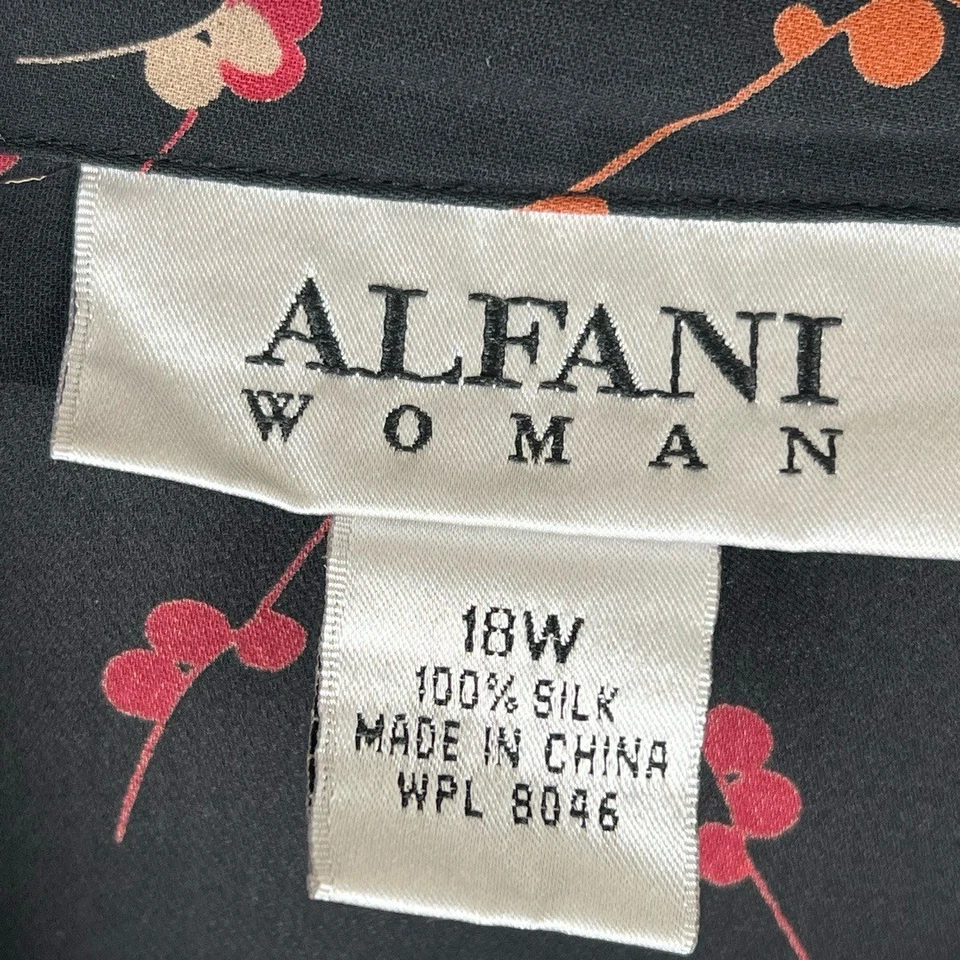 ALFANI
WOMAN
18W
100% SILK
MADE IN CHINA
WPL 8046